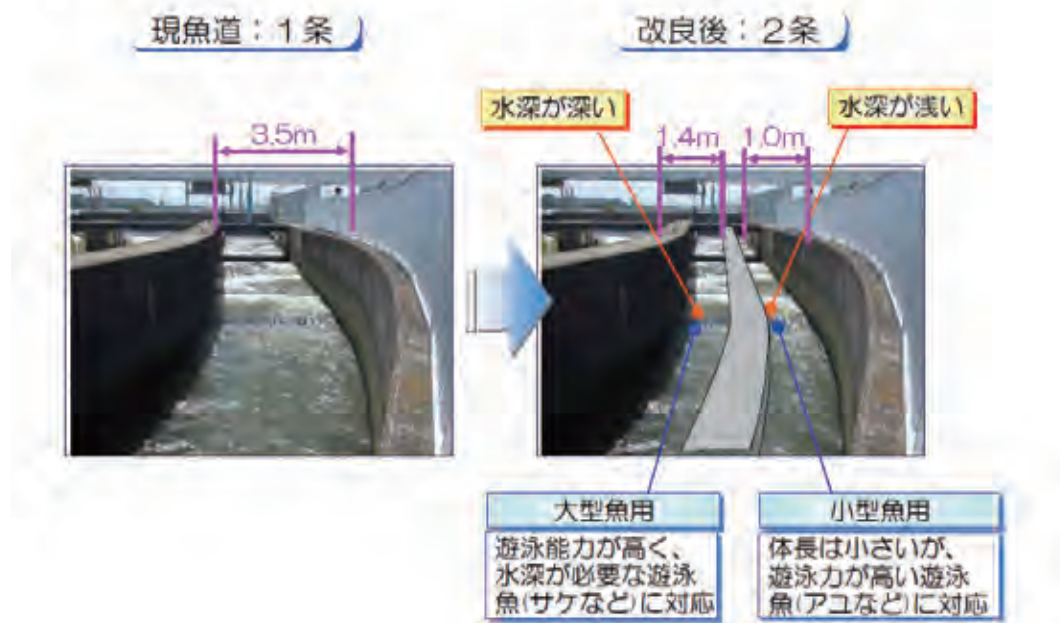 現魚道：１条
改良後：２条
水深が深い
水深が浅い
3.5m
1.4m
1.0m
大型魚用
遊泳能力が高く、
水深が必要な遊泳
魚(サケなど)に対応
小型魚用
体長は小さいが、
遊泳力が高い遊泳
魚(アユなど)に対応